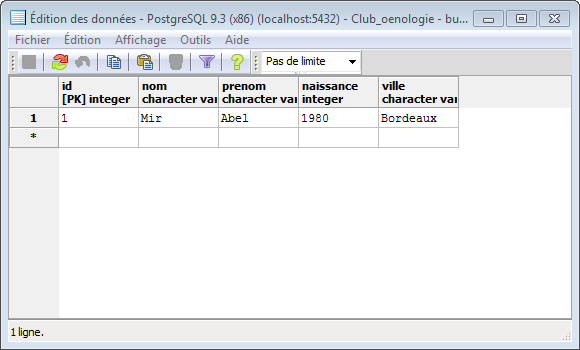 Édition des données - PostgreSQL 9.3 (x86) (localhost:5432) - Club_oenologie - bu
Fichier Édition Affichage Outils Aide
Pas de limite
id nom prenom naissance ville
[PK] integer character var character var integer character var
1 1 Mir Abel 1980 Bordeaux
*
1 ligne.